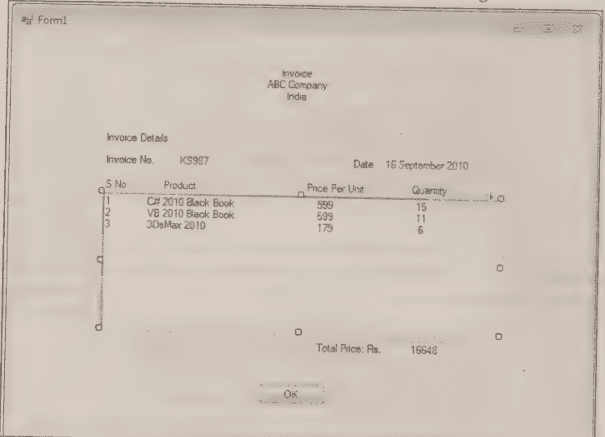 Form1
Invoice
ABC Company
India
Invoice Details
Invoice No. KS987 Date 16 September 2010
S No Product Price Per Unit Quantity
1 C# 2010 Black Book 599 15
2 VB 2010 Black Book 599 11
3 3DsMax 2010 179 6
Total Price: Rs. 16648
OK